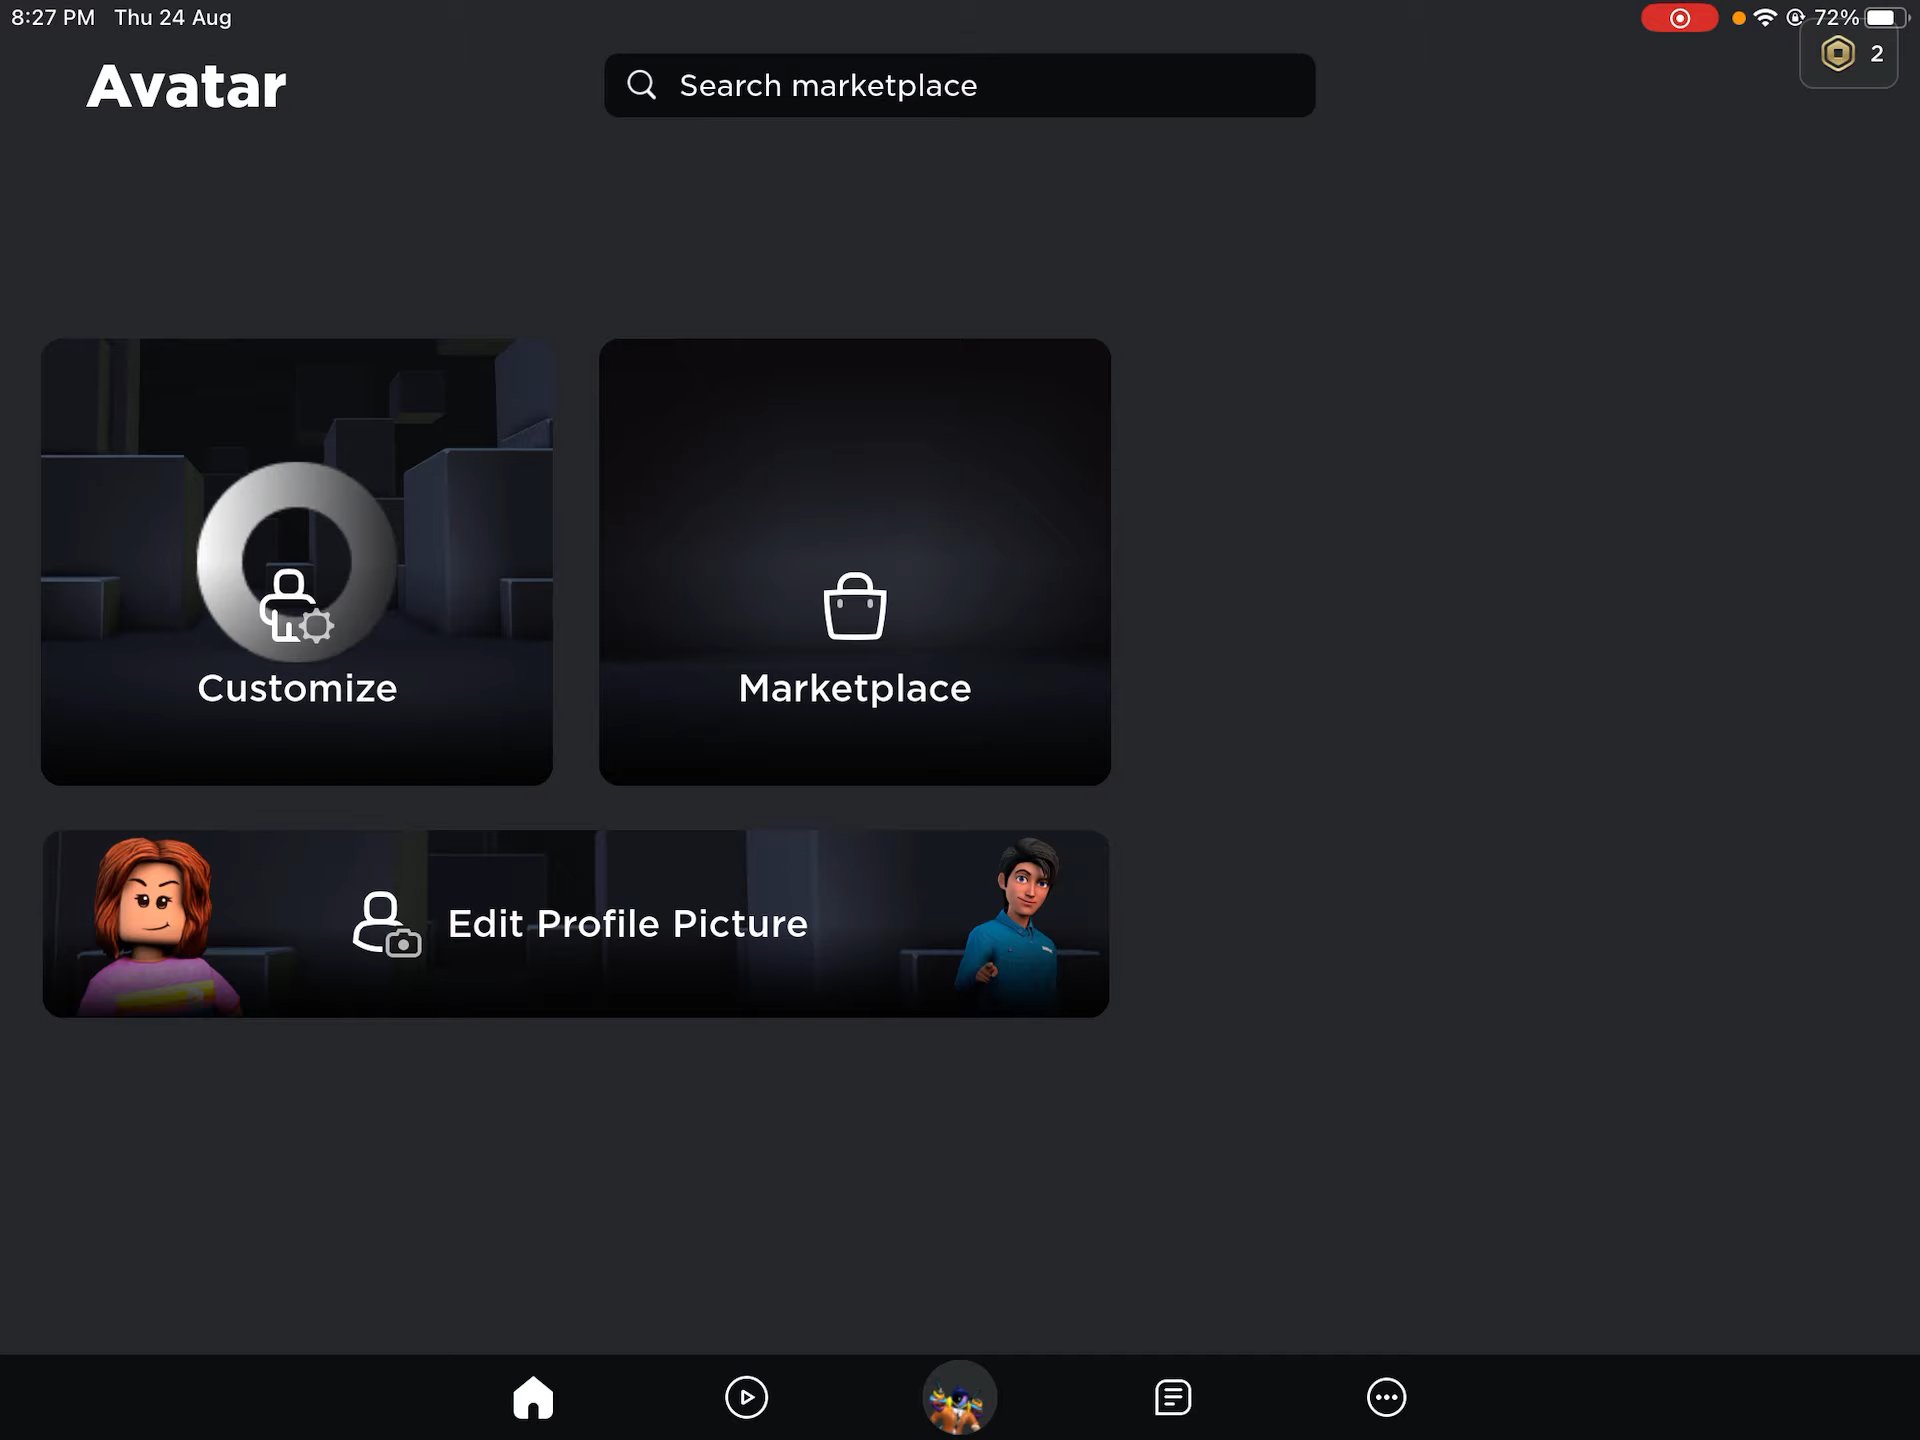 8:27 PM Thu 24 Aug
72%
2
Avatar
Search marketplace
Customize
Marketplace
Edit Profile Picture